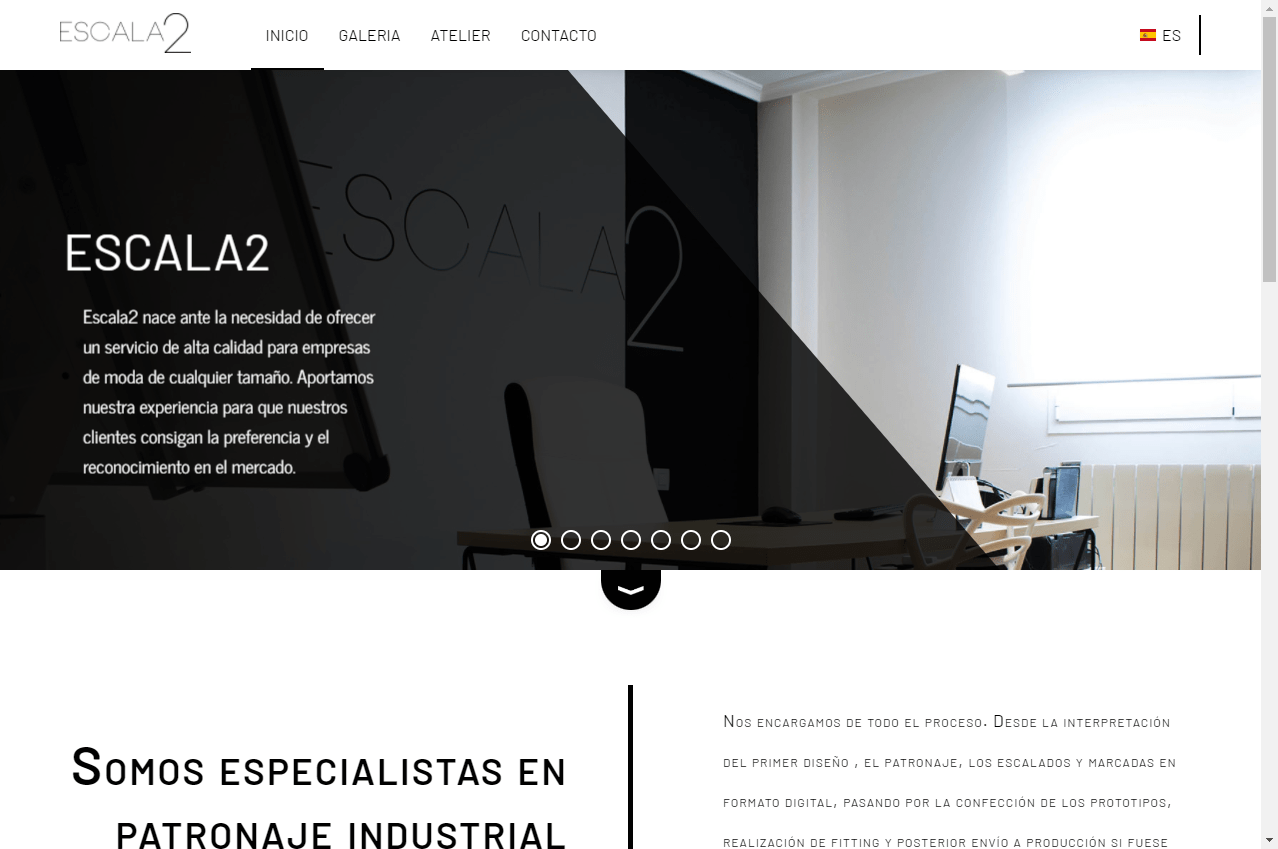 ESCALA2
INICIO
GALERIA
ATELIER
CONTACTO
ES
ESCALA2
ESCALA2
Escala2 nace ante la necesidad de ofrecer
un servicio de alta calidad para empresas
de moda de cualquier tamaño. Aportamos
nuestra experiencia para que nuestros
clientes consigan la preferencia y el
reconocimiento en el mercado.
Somos especialistas en
patronaje industrial
Nos encargamos de todo el proceso. Desde la interpretación
del primer diseño , el patronaje, los escalados y marcadas en
formato digital, pasando por la confección de los prototipos,
realización de fitting y posterior envío a producción si fuese